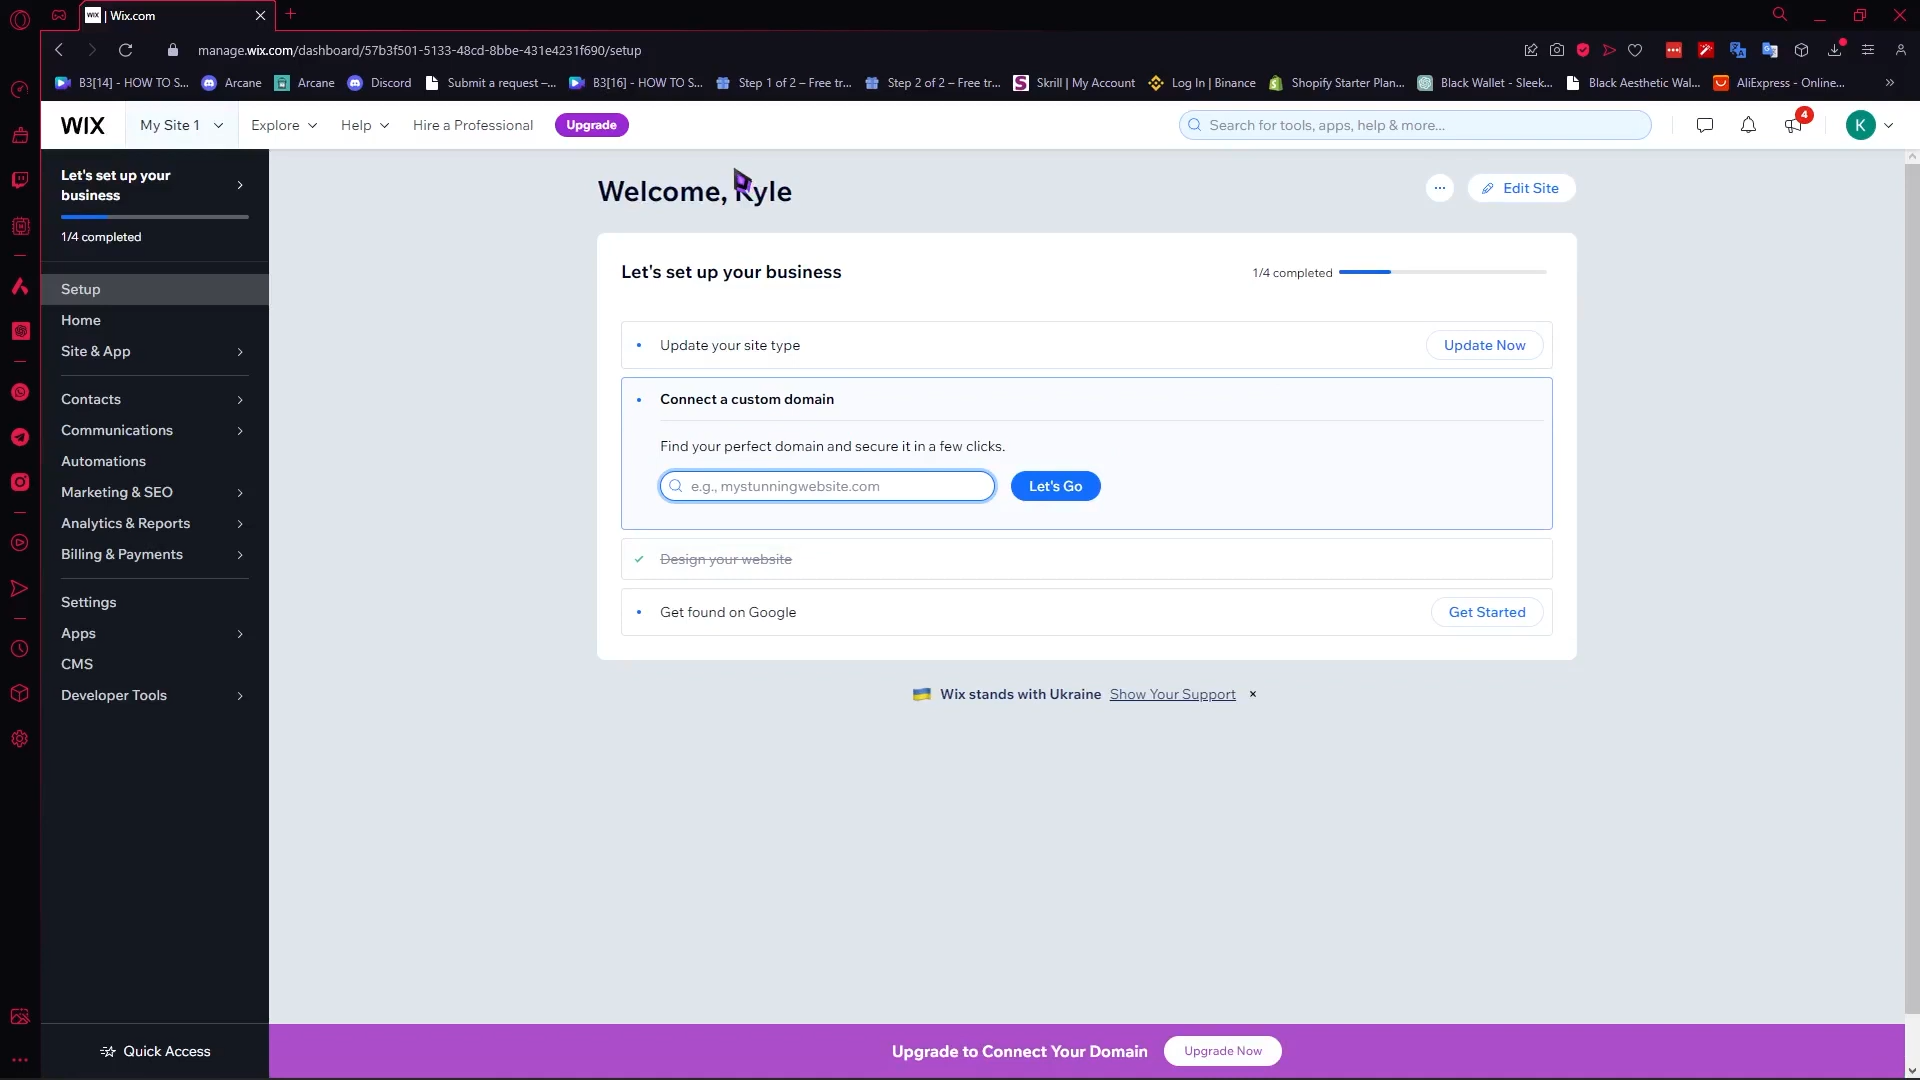 WIX | Wix.com
manage.wix.com/dashboard/57b3f501-5133-48cd-8bbe-431e4231f690/setup
B3[14] - HOW TO S...
Arcane
Arcane
Discord
Submit a request –...
B3[16] - HOW TO S...
Step 1 of 2 – Free tr...
Step 2 of 2 – Free tr...
Skrill | My Account
Log In | Binance
Shopify Starter Plan...
Black Wallet - Sleek...
Black Aesthetic Wal...
AliExpress - Online...
WIX
My Site 1
Explore
Help
Hire a Professional
Upgrade
Search for tools, apps, help & more...
4
K
Let's set up your
business
1/4 completed
Setup
Home
Site & App
Contacts
Communications
Automations
Marketing & SEO
Analytics & Reports
Billing & Payments
Settings
Apps
CMS
Developer Tools
Quick Access
Welcome, Kyle
Edit Site
Let's set up your business
1/4 completed
Update your site type
Update Now
Connect a custom domain
Find your perfect domain and secure it in a few clicks.
e.g., mystunningwebsite.com
Let's Go
Design your website
Get found on Google
Get Started
Wix stands with Ukraine Show Your Support
Upgrade to Connect Your Domain
Upgrade Now